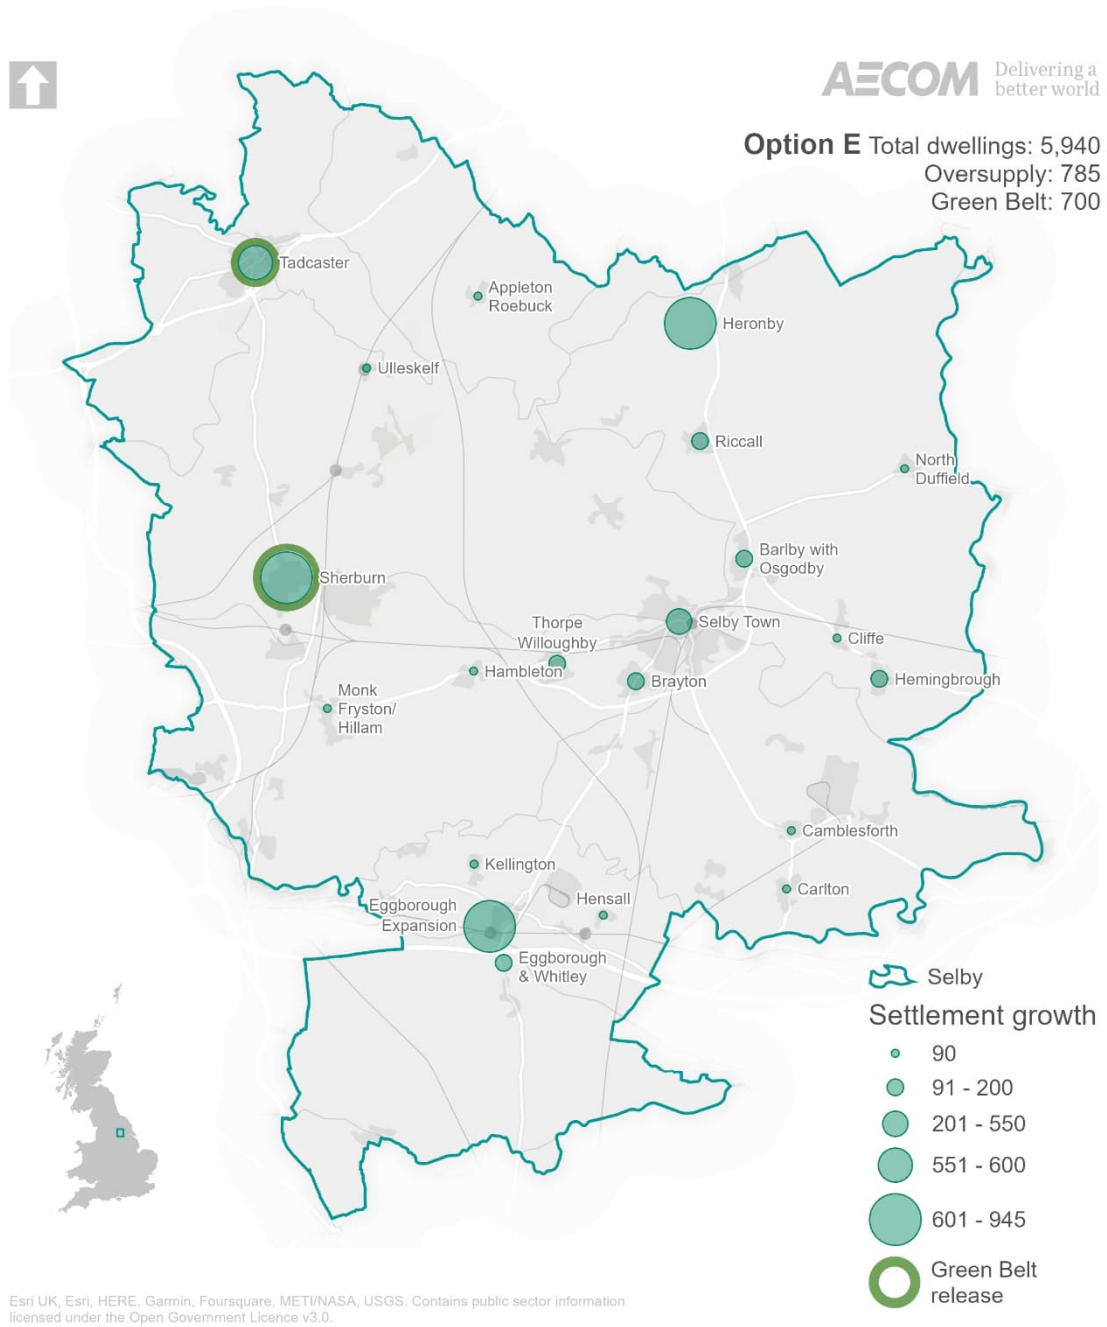 AECOM
Delivering a
better world
Option E Total dwellings: 5,940
Oversupply: 785
Green Belt: 700
Tadcaster
Appleton
Roebuck
Heronby
Ulleskelf
Riccall
North
Duffield
Barlby with
Osgodby
Sherburn
Thorpe
Willoughby
Selby Town
Cliffe
Hambleton
Brayton
Hemingbrough
Monk
Fryston/
Hillam
Camblesforth
Kellington
Carlton
Eggborough
Expansion
Hensall
Eggborough
& Whitley
Selby
Settlement growth
90
91 - 200
201 - 550
551 - 600
601 - 945
Green Belt
release
Esri UK, Esri, HERE, Garmin, Foursquare, METI/NASA, USGS. Contains public sector information
licensed under the Open Government Licence v3.0.